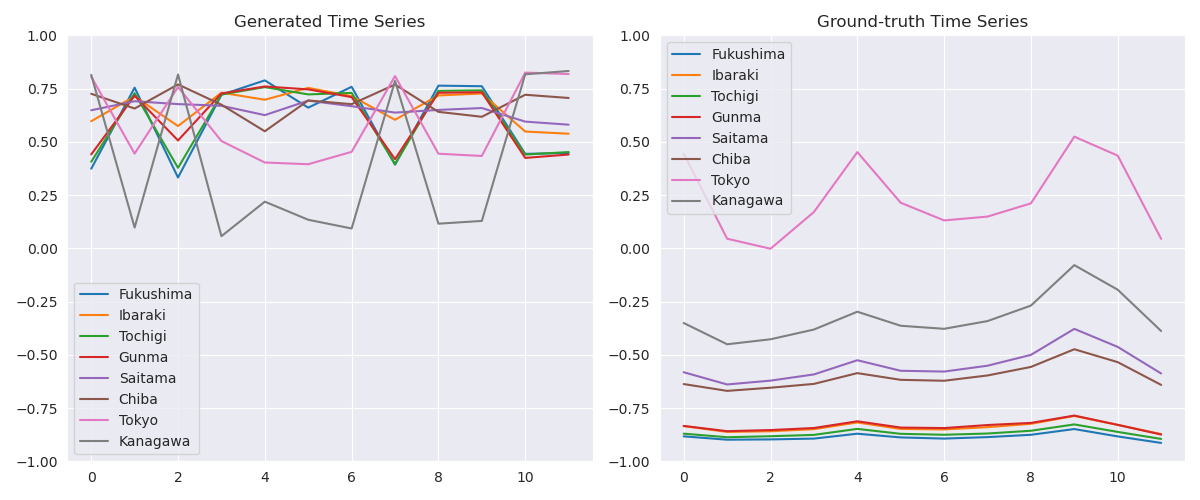 Generated Time Series
1.00
0.75
0.50
0.25
0.00
−0.25
−0.50
−0.75
−1.00
0
2
4
6
8
10
Fukushima
Ibaraki
Tochigi
Gunma
Saitama
Chiba
Tokyo
Kanagawa
Ground-truth Time Series
1.00
0.75
0.50
0.25
0.00
−0.25
−0.50
−0.75
−1.00
0
2
4
6
8
10
Fukushima
Ibaraki
Tochigi
Gunma
Saitama
Chiba
Tokyo
Kanagawa